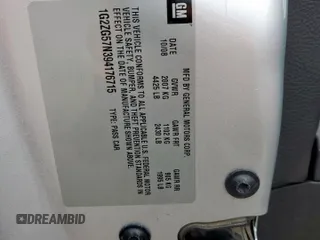 GM
MFD BY GENERAL MOTORS CORP.
DATE GVWR GAWR FRT GAWR RR
10/08 2007 KG 1102 KG 905 KG
4425 LB 2430 LB 1995 LB
THIS VEHICLE CONFORMS TO ALL APPLICABLE U.S. FEDERAL MOTOR
VEHICLE SAFETY, BUMPER, AND THEFT PREVENTION STANDARDS IN
EFFECT ON THE DATE OF MANUFACTURE SHOWN ABOVE.
1G2ZG57N394176715 TYPE: PASS CAR
DREAMBID